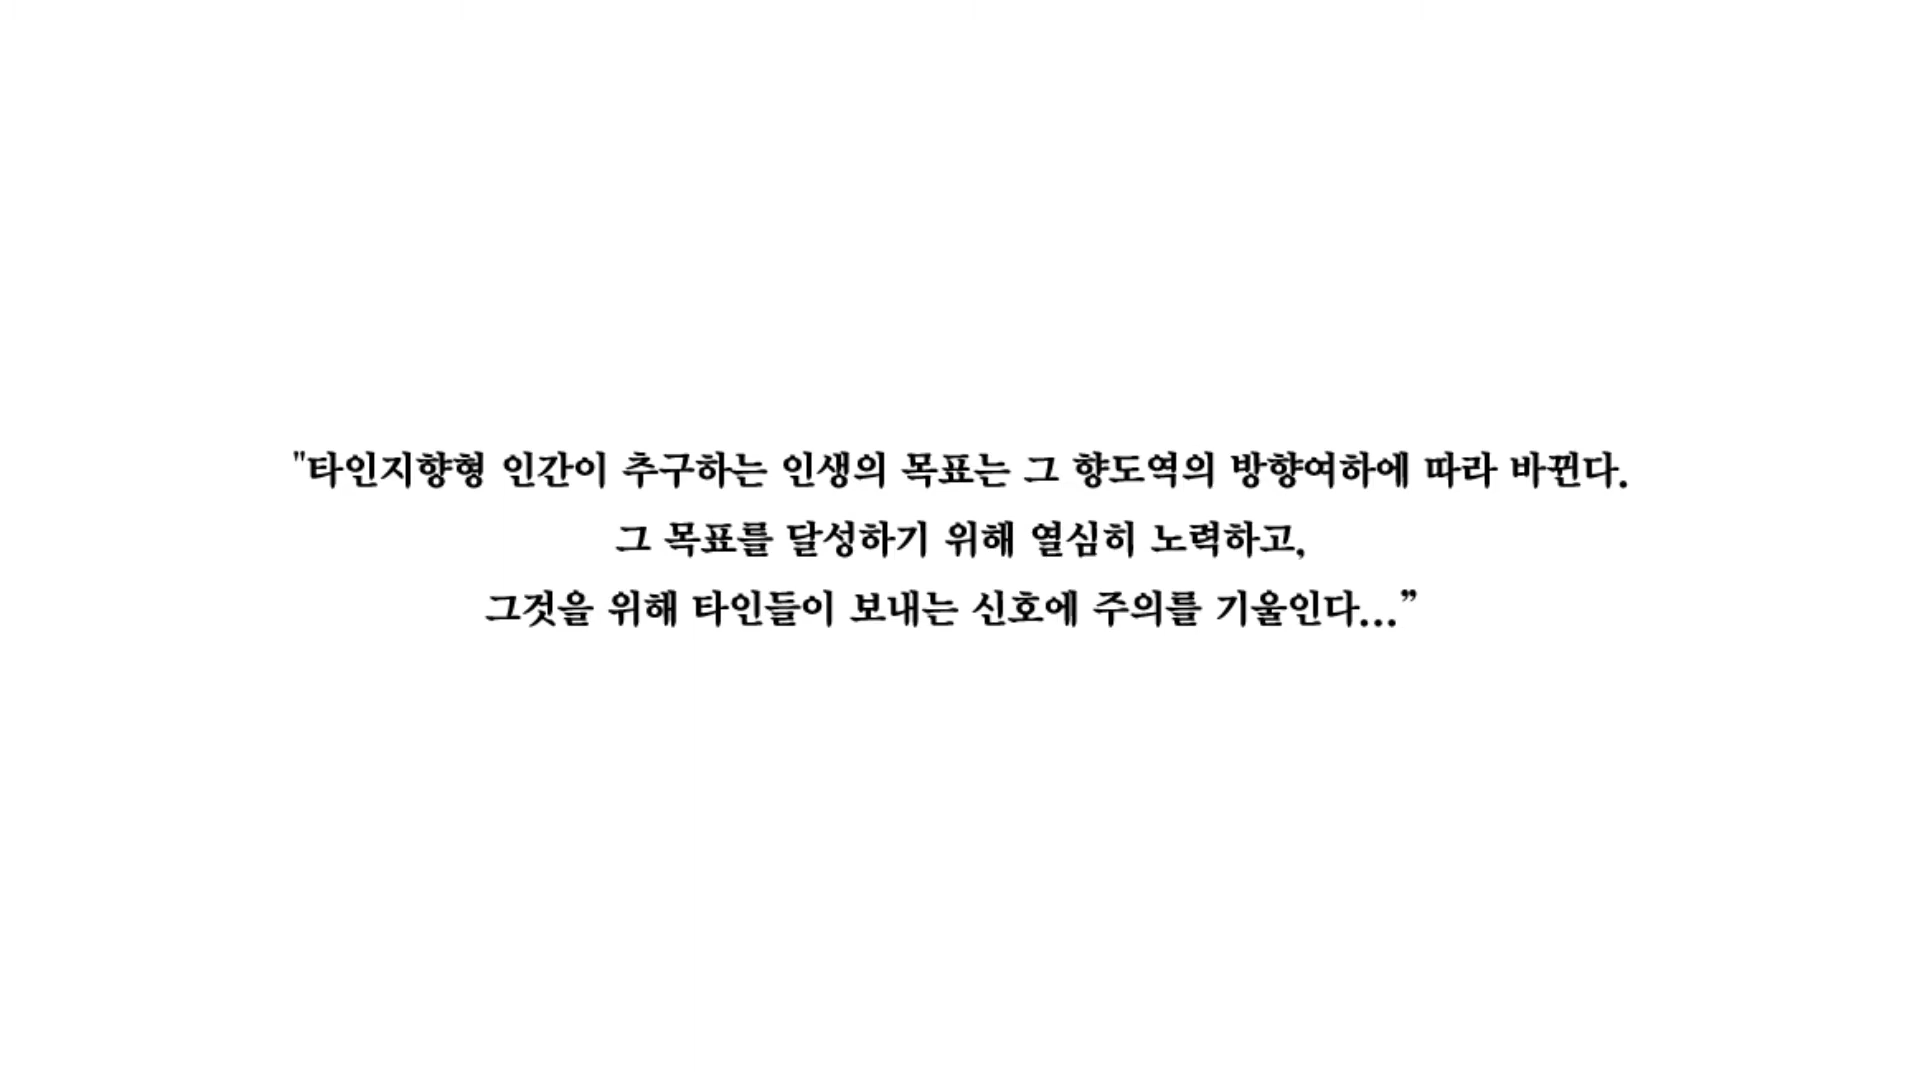 "타인지향형 인간이 추구하는 인생의 목표는 그 향도역의 방향여하에 따라 바뀐다.
그 목표를 달성하기 위해 열심히 노력하고,
그것을 위해 타인들이 보내는 신호에 주의를 기울인다...”